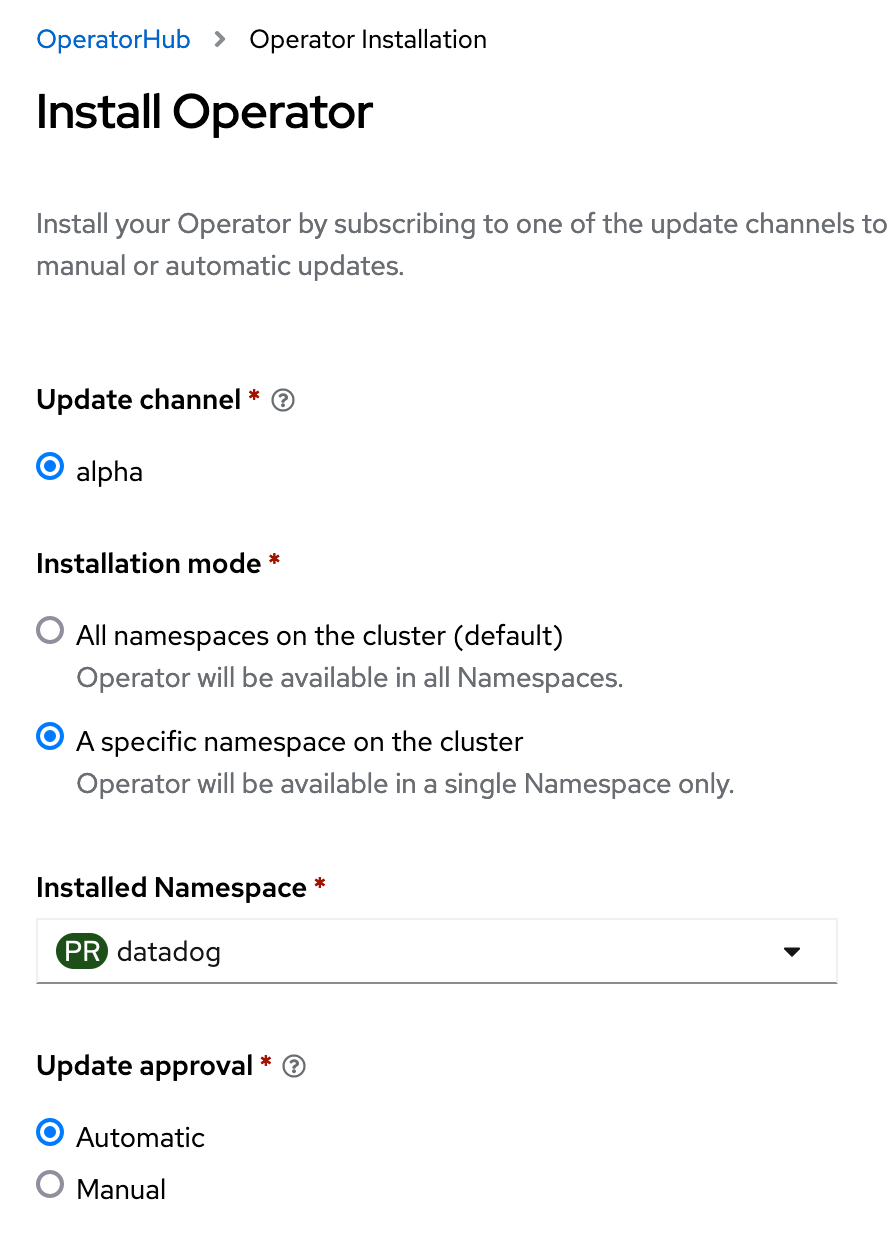 OperatorHub > Operator Installation
Install Operator
Install your Operator by subscribing to one of the update channels to
manual or automatic updates.
Update channel * ?
alpha
Installation mode *
All namespaces on the cluster (default)
Operator will be available in all Namespaces.
A specific namespace on the cluster
Operator will be available in a single Namespace only.
Installed Namespace *
PR datadog
Update approval * ?
Automatic
Manual